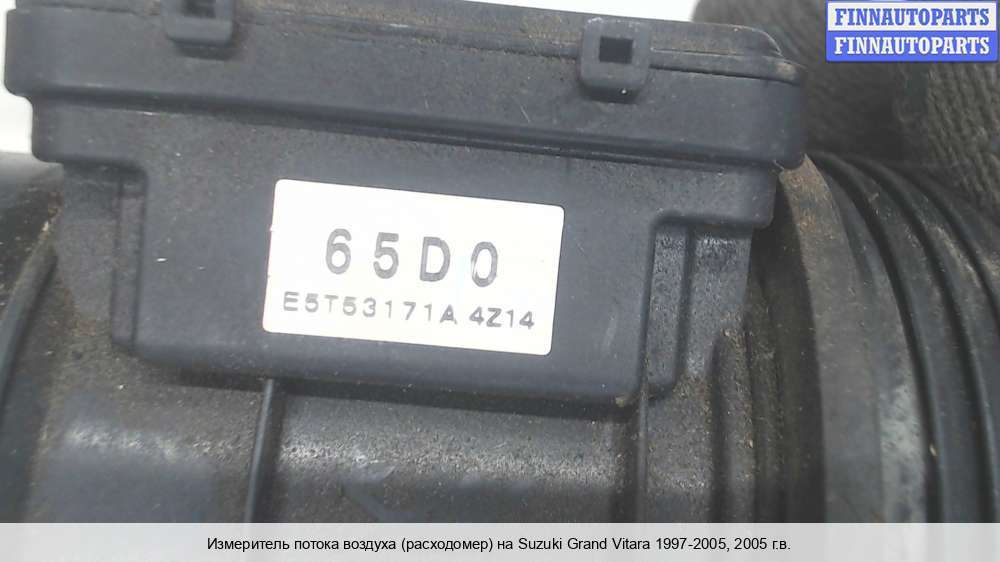 FINNAUTOPARTS
FINNAUTOPARTS
65D0
E5T53171A 4Z14
Измеритель потока воздуха (расходомер) на Suzuki Grand Vitara 1997-2005, 2005 г.в.